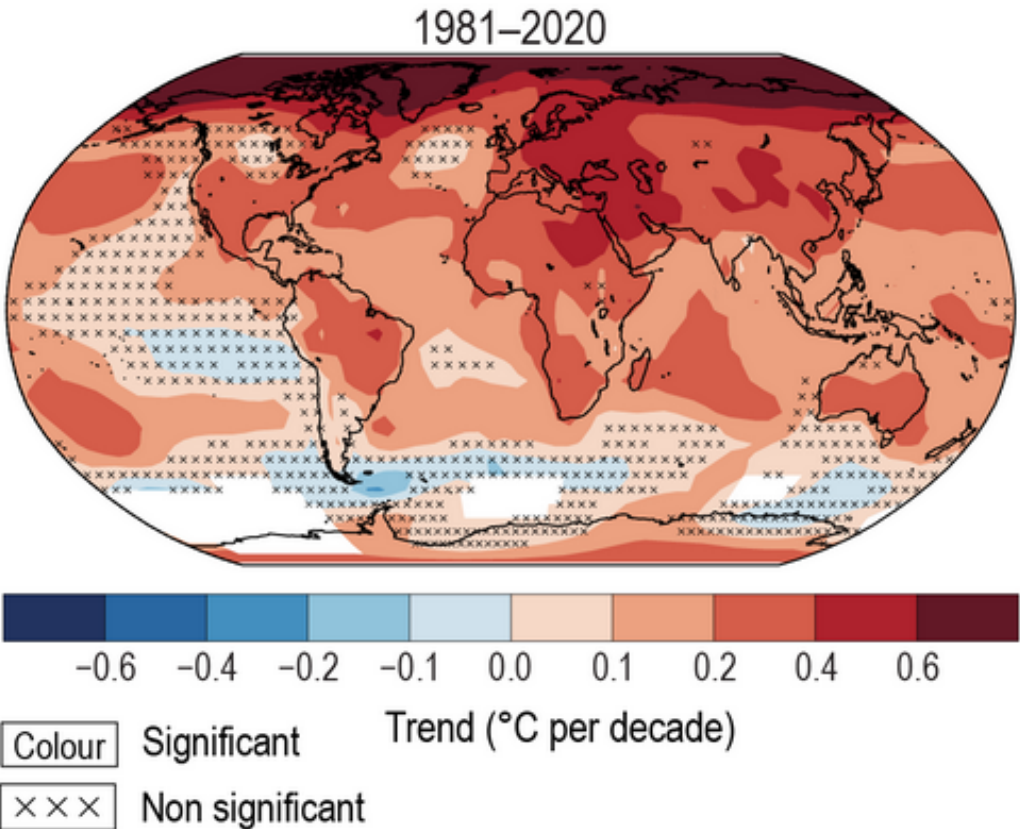 1981–2020
−0.6 −0.4 −0.2 −0.1 0.0 0.1 0.2 0.4 0.6
Trend (°C per decade)
Colour Significant
××× Non significant